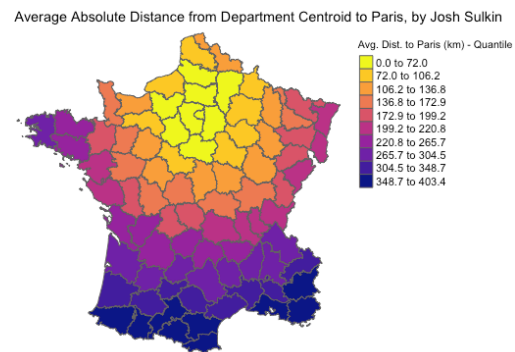 Average Absolute Distance from Department Centroid to Paris, by Josh Sulkin
Avg. Dist. to Paris (km) - Quantile
0.0 to 72.0
72.0 to 106.2
106.2 to 136.8
136.8 to 172.9
172.9 to 199.2
199.2 to 220.8
220.8 to 265.7
265.7 to 304.5
304.5 to 348.7
348.7 to 403.4